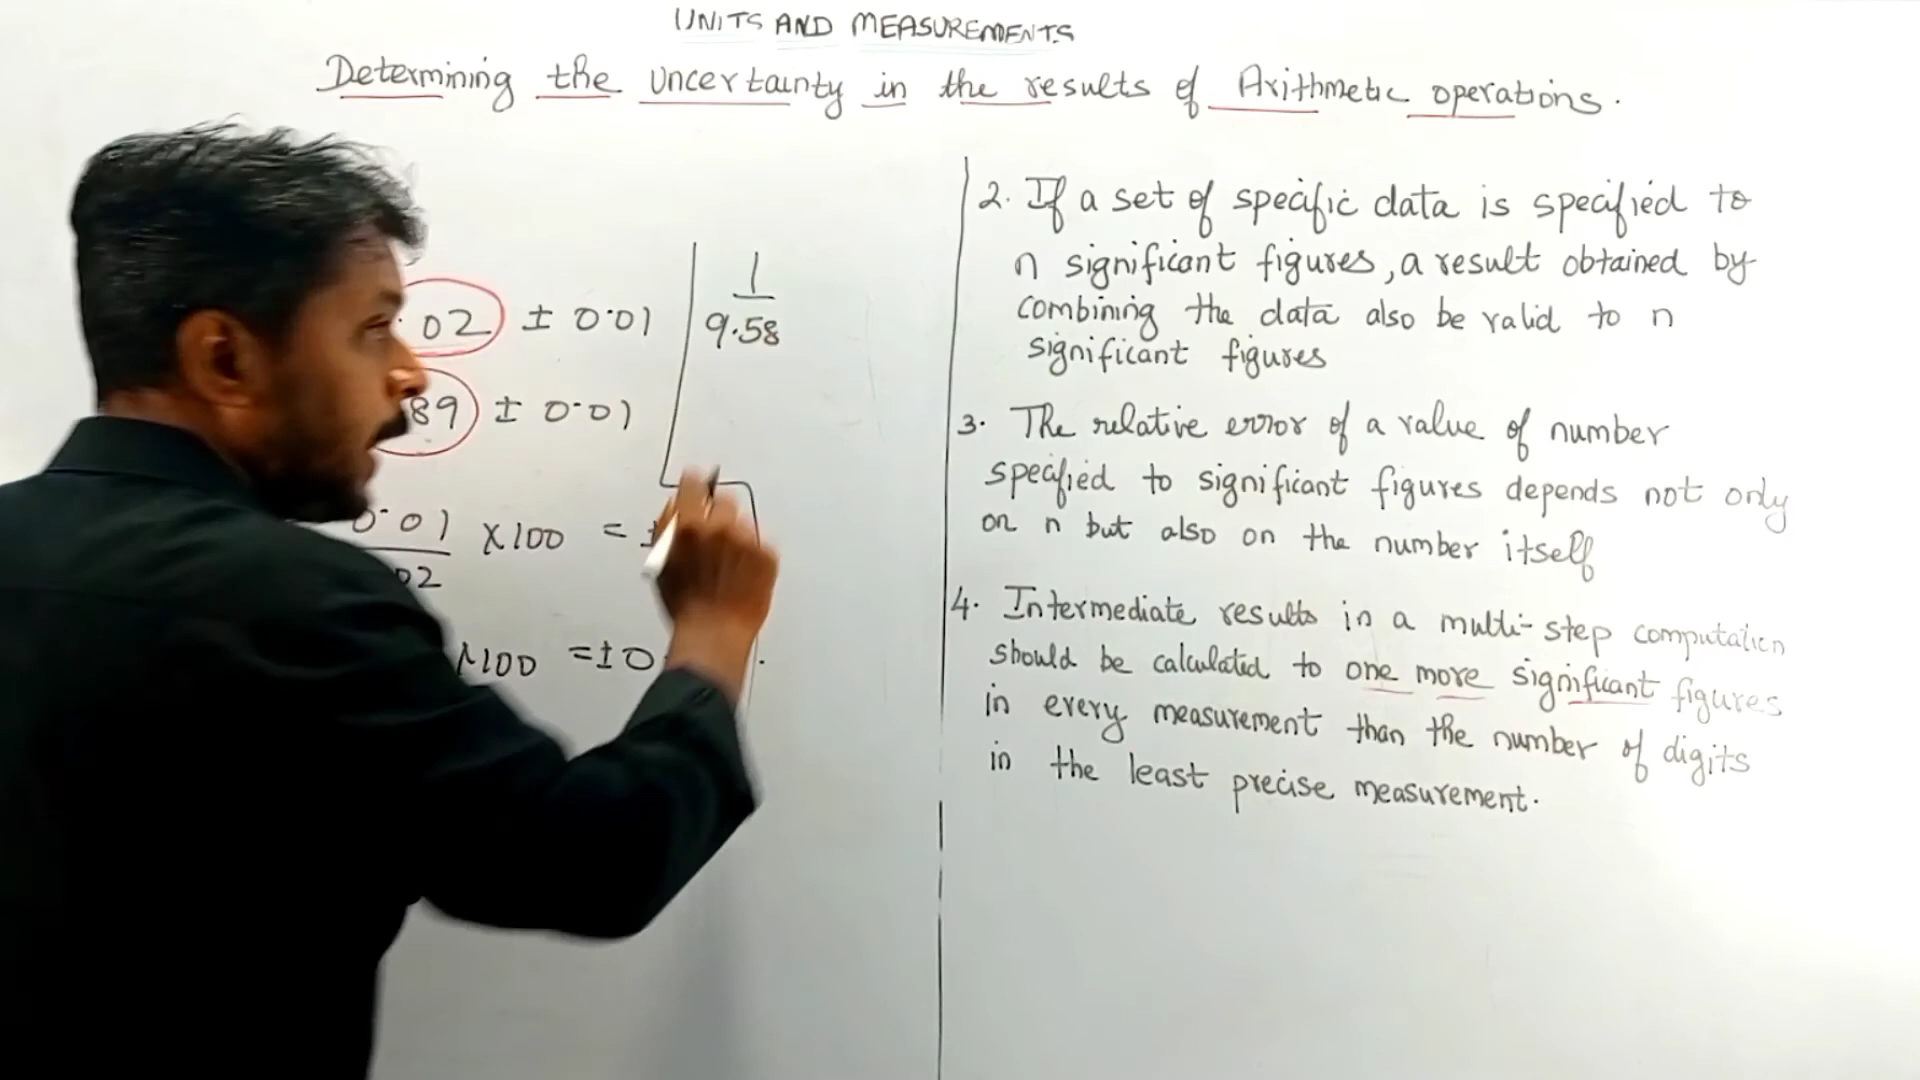 UNITS AND MEASUREMENTS
Determining the uncertainty in the results of Arithmetic operations.
02 ± 0.01
89 ± 0.01
0.01 × 100 = ±
02
100 = ±0
1
9.58
2. If a set of specific data is specified to
n significant figures, a result obtained by
combining the data also be valid to n
significant figures
3. The relative error of a value of number
specified to significant figures depends not only
on n but also on the number itself
4. Intermediate results in a multi-step computation
should be calculated to one more significant figures
in every measurement than the number of digits
in the least precise measurement.